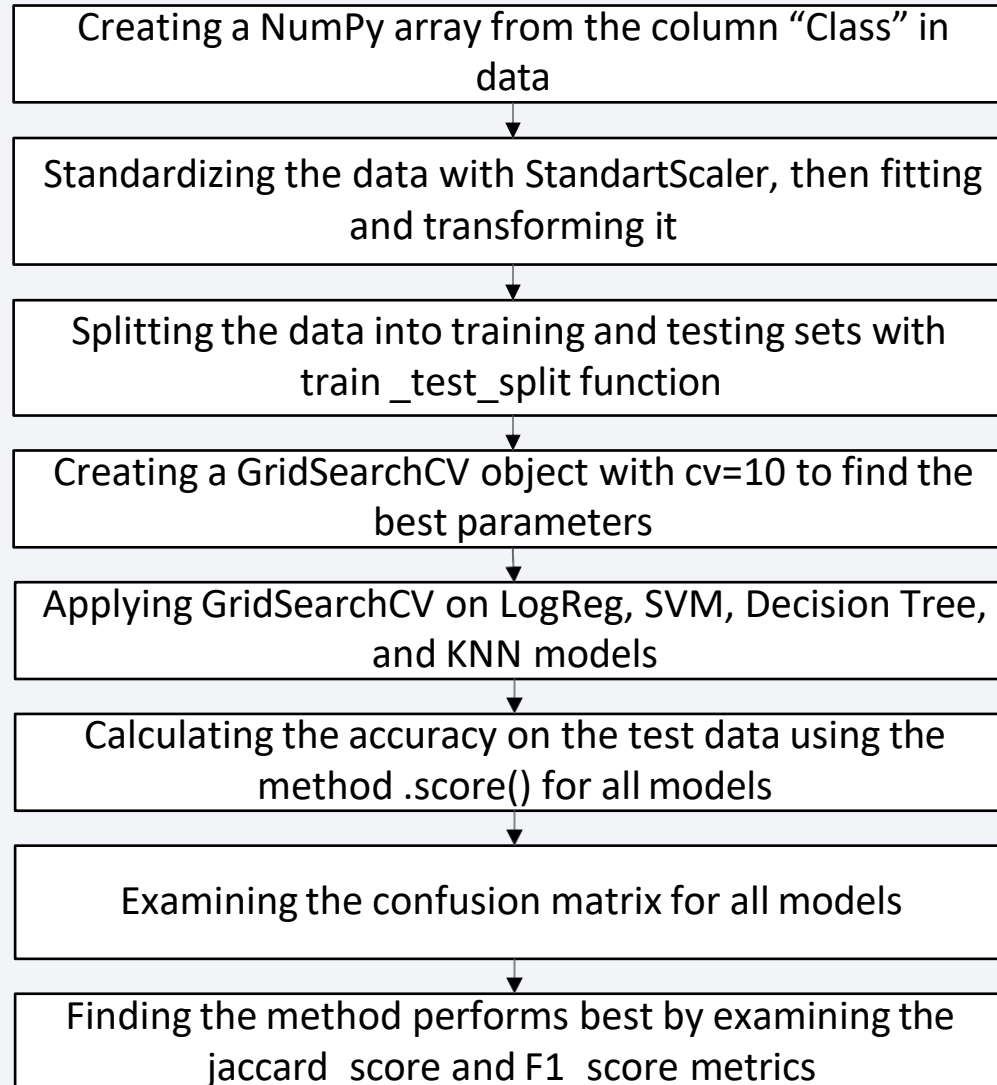 Creating a NumPy array from the column “Class” in
data
Standardizing the data with StandartScaler, then fitting
and transforming it
Splitting the data into training and testing sets with
train _test_split function
Creating a GridSearchCV object with cv=10 to find the
best parameters
Applying GridSearchCV on LogReg, SVM, Decision Tree,
and KNN models
Calculating the accuracy on the test data using the
method .score() for all models
Examining the confusion matrix for all models
Finding the method performs best by examining the
jaccard_score and F1_score metrics